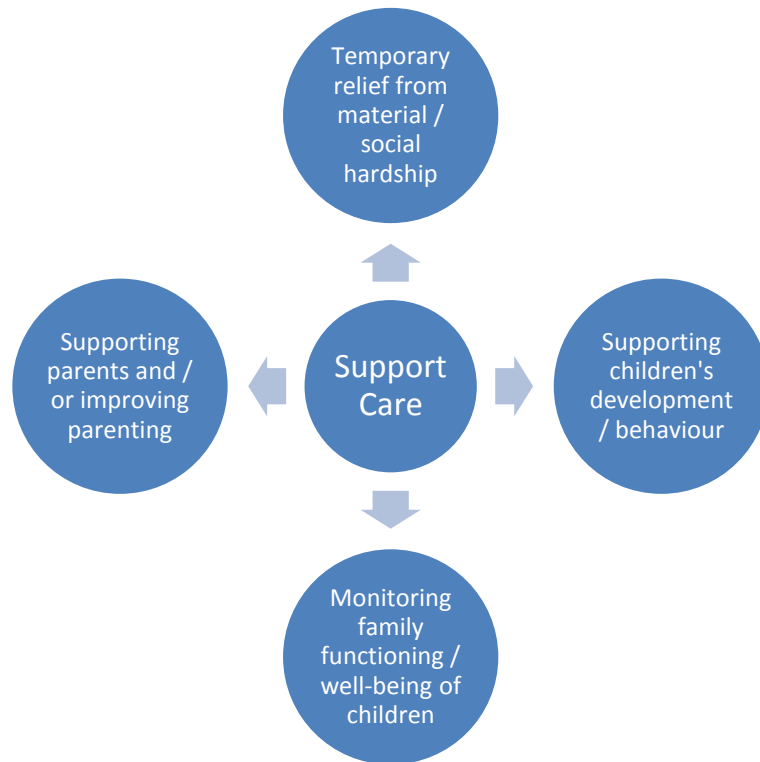 Temporary
relief from
material /
social
hardship
Supporting
parents and /
or improving
parenting
Support
Care
Supporting
children's
development
/ behaviour
Monitoring
family
functioning /
well-being of
children